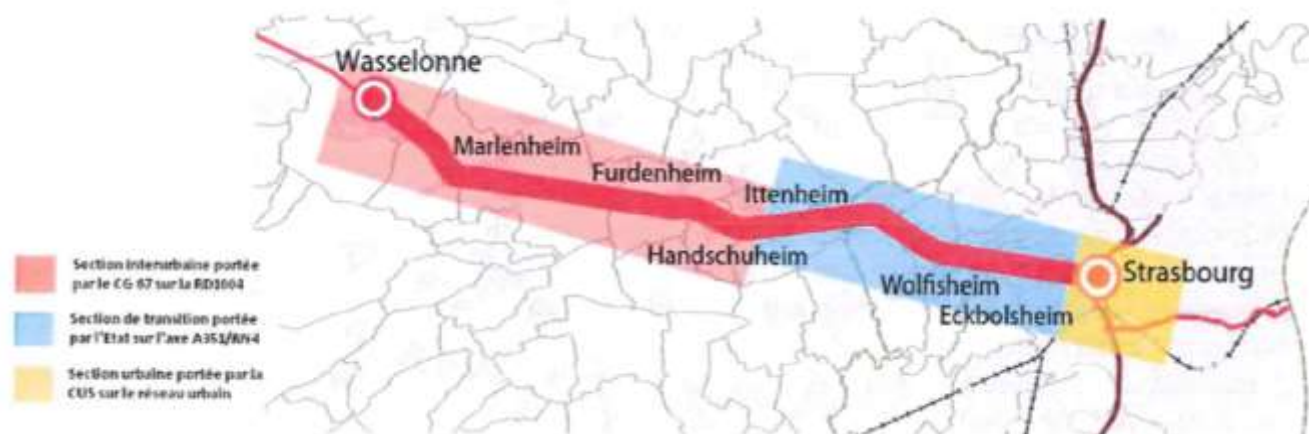 Wasselonne
Marlenheim
Furdenheim
Ittenheim
Handschuheim
Wolfisheim
Eckbolsheim
Strasbourg
Section interurbaine portée
par le CG 67 sur la RD1004
Section de transition portée
par l'Etat sur l'axe A351/RN4
Section urbaine portée par la
CUS sur le réseau urbain